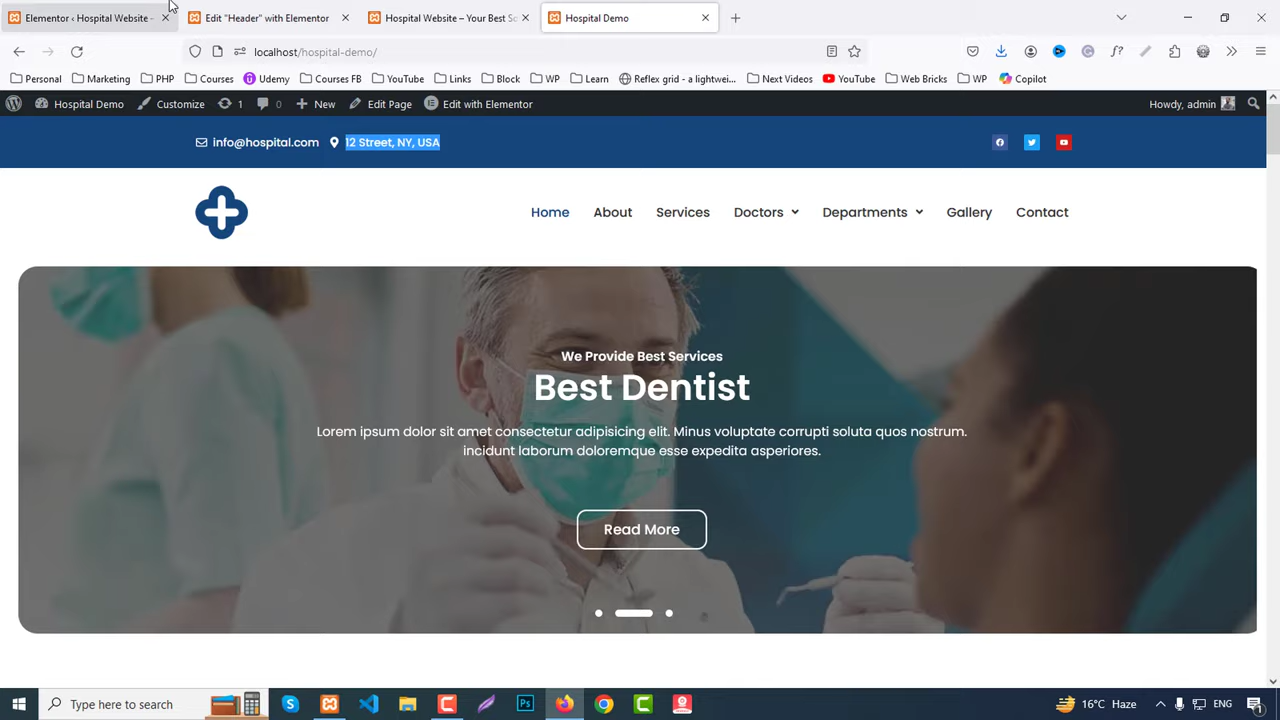 Elementor ‹ Hospital Website –
Edit "Header" with Elementor
Hospital Website – Your Best Sc
Hospital Demo
localhost/hospital-demo/
Personal
Marketing
PHP
Courses
Udemy
Courses FB
YouTube
Links
Block
WP
Learn
Reflex grid - a lightwei...
Next Videos
YouTube
Web Bricks
WP
Copilot
Hospital Demo
Customize
1
0
New
Edit Page
Edit with Elementor
Howdy, admin
info@hospital.com
12 Street, NY, USA
Home
About
Services
Doctors
Departments
Gallery
Contact
We Provide Best Services
Best Dentist
Lorem ipsum dolor sit amet consectetur adipisicing elit. Minus voluptate corrupti soluta quos nostrum.
incidunt laborum doloremque esse expedita asperiores.
Read More
Type here to search
16°C Haze
ENG